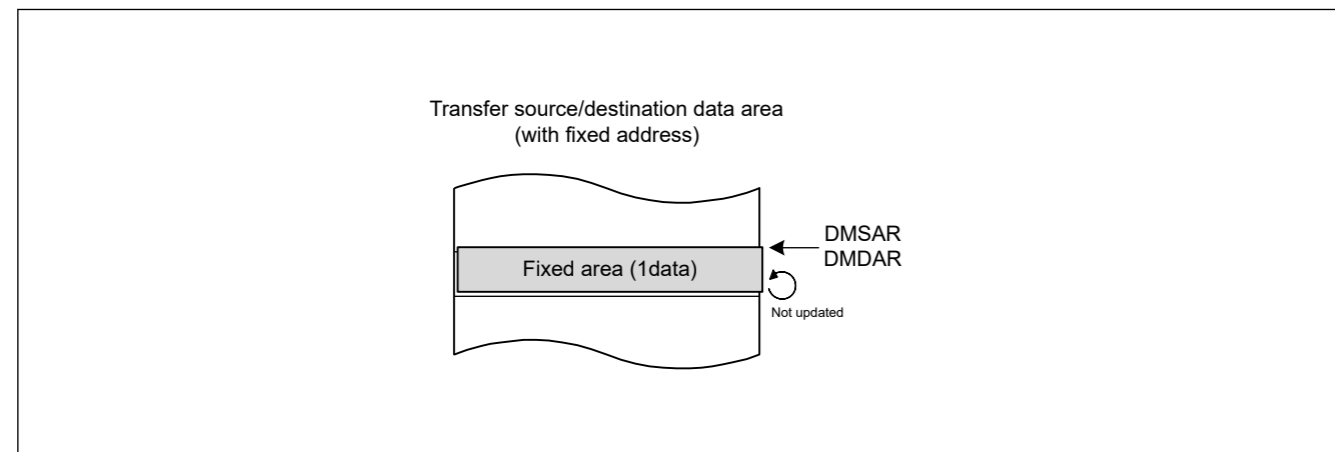 Transfer source/destination data area
(with fixed address)
DMSAR
DMDAR
Fixed area (1data)
Not updated